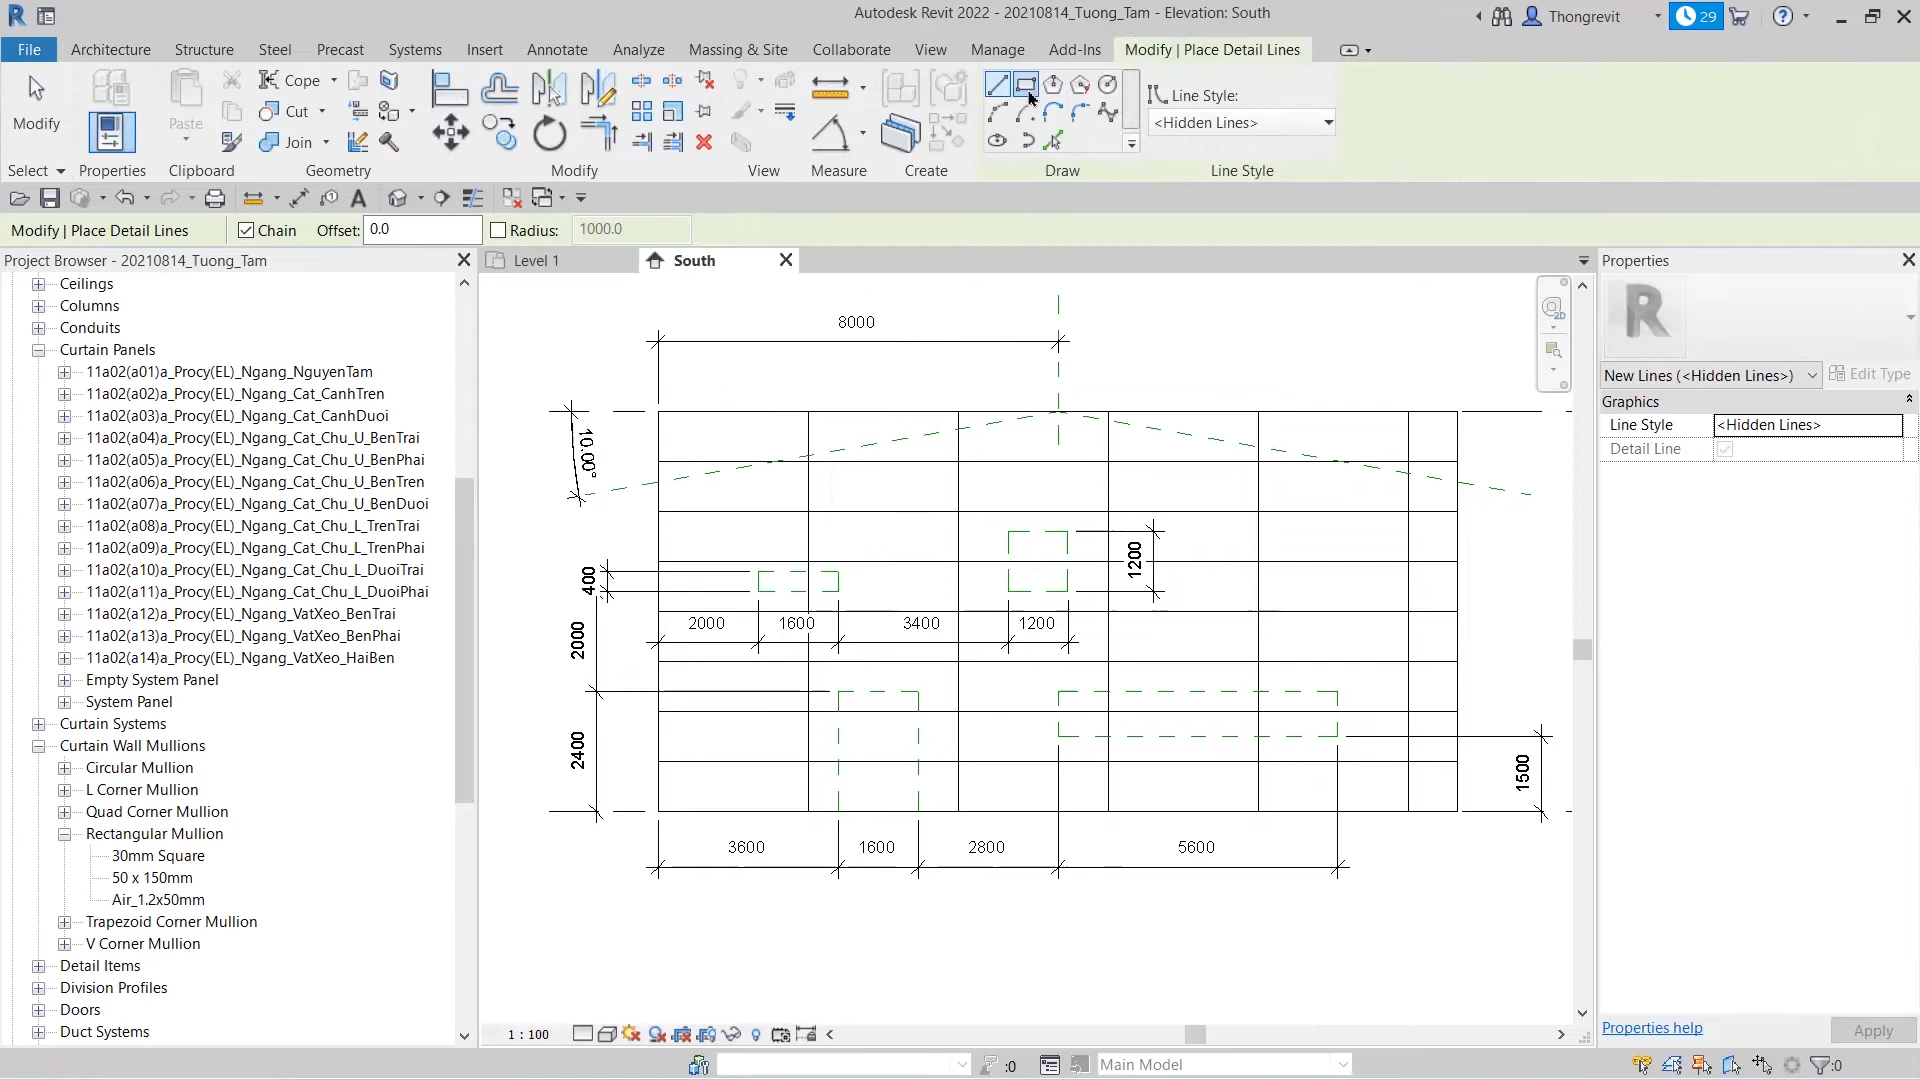 Autodesk Revit 2022 - 20210814_Tuong_Tam - Elevation: South
Thongrevit
29
File
Architecture
Structure
Steel
Precast
Systems
Insert
Annotate
Analyze
Massing & Site
Collaborate
View
Manage
Add-Ins
Modify | Place Detail Lines
Modify
Paste
Cope
Cut
Join
Line Style:
<Hidden Lines>
Select
Properties
Clipboard
Geometry
Modify
View
Measure
Create
Draw
Line Style
Modify | Place Detail Lines
Chain
Offset:
0.0
Radius:
1000.0
Project Browser - 20210814_Tuong_Tam
Ceilings
Columns
Conduits
Curtain Panels
11a02(a01)a_Procy(EL)_Ngang_NguyenTam
11a02(a02)a_Procy(EL)_Ngang_Cat_CanhTren
11a02(a03)a_Procy(EL)_Ngang_Cat_CanhDuoi
11a02(a04)a_Procy(EL)_Ngang_Cat_Chu_U_BenTrai
11a02(a05)a_Procy(EL)_Ngang_Cat_Chu_U_BenPhai
11a02(a06)a_Procy(EL)_Ngang_Cat_Chu_U_BenTren
11a02(a07)a_Procy(EL)_Ngang_Cat_Chu_U_BenDuoi
11a02(a08)a_Procy(EL)_Ngang_Cat_Chu_L_TrenTrai
11a02(a09)a_Procy(EL)_Ngang_Cat_Chu_L_TrenPhai
11a02(a10)a_Procy(EL)_Ngang_Cat_Chu_L_DuoiTrai
11a02(a11)a_Procy(EL)_Ngang_Cat_Chu_L_DuoiPhai
11a02(a12)a_Procy(EL)_Ngang_VatXeo_BenTrai
11a02(a13)a_Procy(EL)_Ngang_VatXeo_BenPhai
11a02(a14)a_Procy(EL)_Ngang_VatXeo_HaiBen
Empty System Panel
System Panel
Curtain Systems
Curtain Wall Mullions
Circular Mullion
L Corner Mullion
Quad Corner Mullion
Rectangular Mullion
30mm Square
50 x 150mm
Air_1.2x50mm
Trapezoid Corner Mullion
V Corner Mullion
Detail Items
Division Profiles
Doors
Duct Systems
Level 1
South
8000
10.00°
400
1200
2000
1600
3400
1200
2000
2400
1500
3600
1600
2800
5600
1 : 100
2D
Properties
R
New Lines (<Hidden Lines>)
Edit Type
Graphics
Line Style
<Hidden Lines>
Detail Line
Properties help
Apply
:0
Main Model
:0